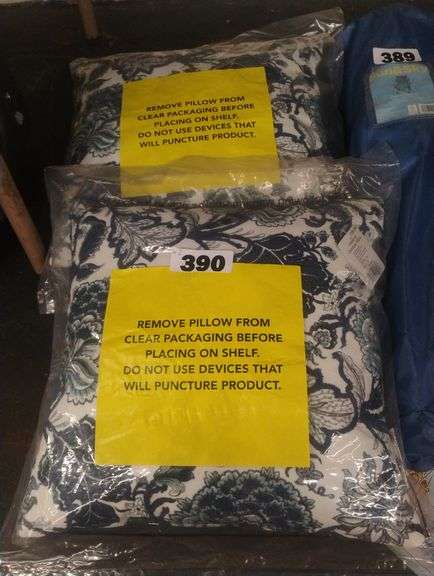 389
REMOVE PILLOW FROM
CLEAR PACKAGING BEFORE
PLACING ON SHELF.
DO NOT USE DEVICES THAT
WILL PUNCTURE PRODUCT.
390
REMOVE PILLOW FROM
CLEAR PACKAGING BEFORE
PLACING ON SHELF.
DO NOT USE DEVICES THAT
WILL PUNCTURE PRODUCT.